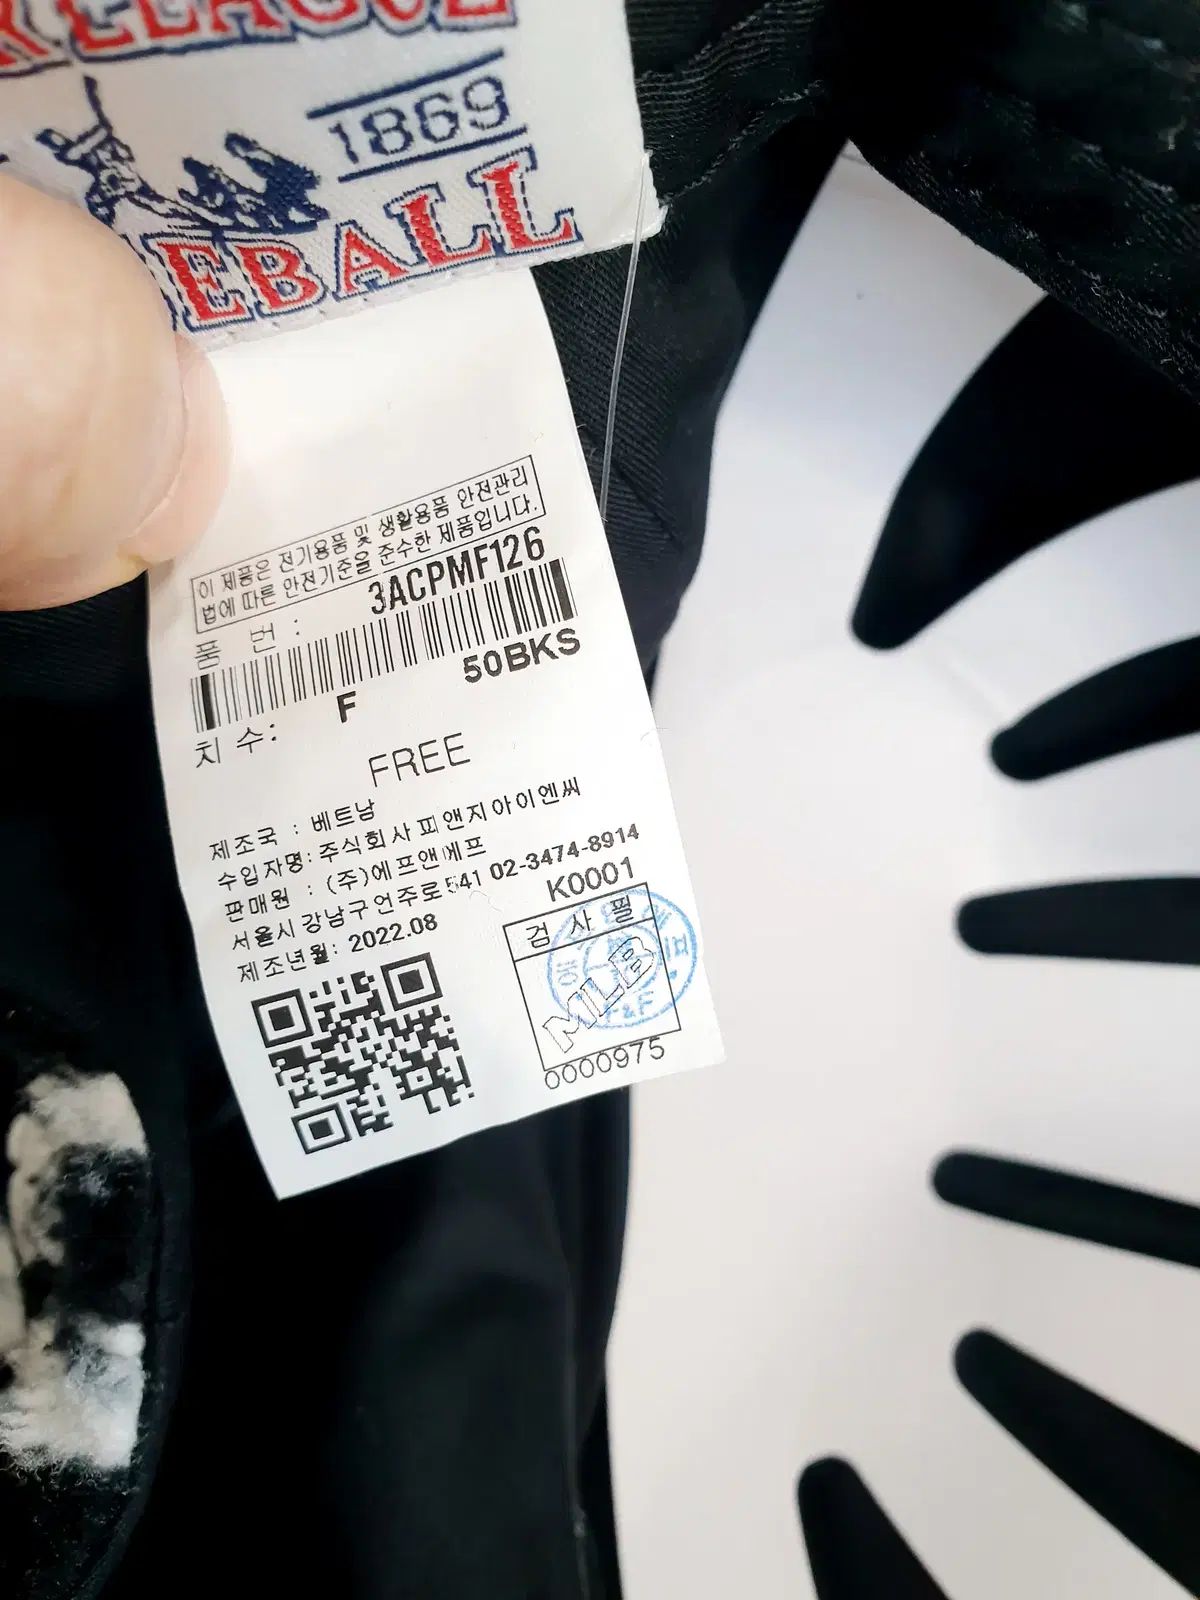 R LEAGUE
1869
EBALL
이 제품은 전기용품 및 생활용품 안전관리
법에 따른 안전기준을 준수한 제품입니다.
품 번 : 3ACPMF126
50BKS
치 수: F
FREE
제조국 : 베트남
수입자명: 주식회사 피앤지아이엔씨
판매원 : (주)에프앤에프
서울시 강남구 언주로 541 02-3474-8914
제조년월: 2022.08
K0001
검 사 필
MLB
F&F
0000975